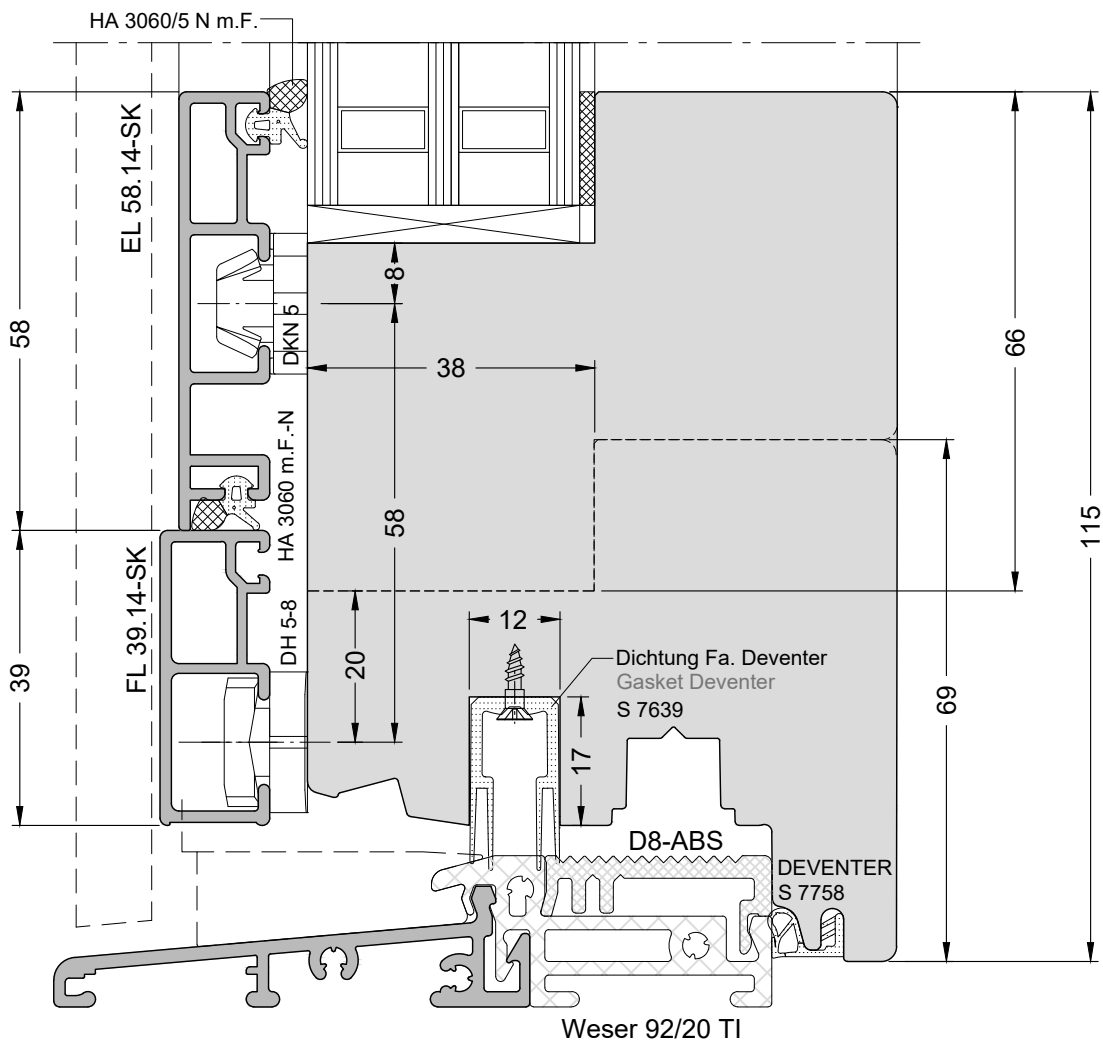 HA 3060/5 N m.F.
EL 58.14-SK
58
8
DKN 5
38
66
HA 3060 m.F.-N
58
115
FL 39.14-SK
39
DH 5-8
20
12
Dichtung Fa. Deventer
Gasket Deventer
S 7639
17
69
D8-ABS
DEVENTER
S 7758
Weser 92/20 TI